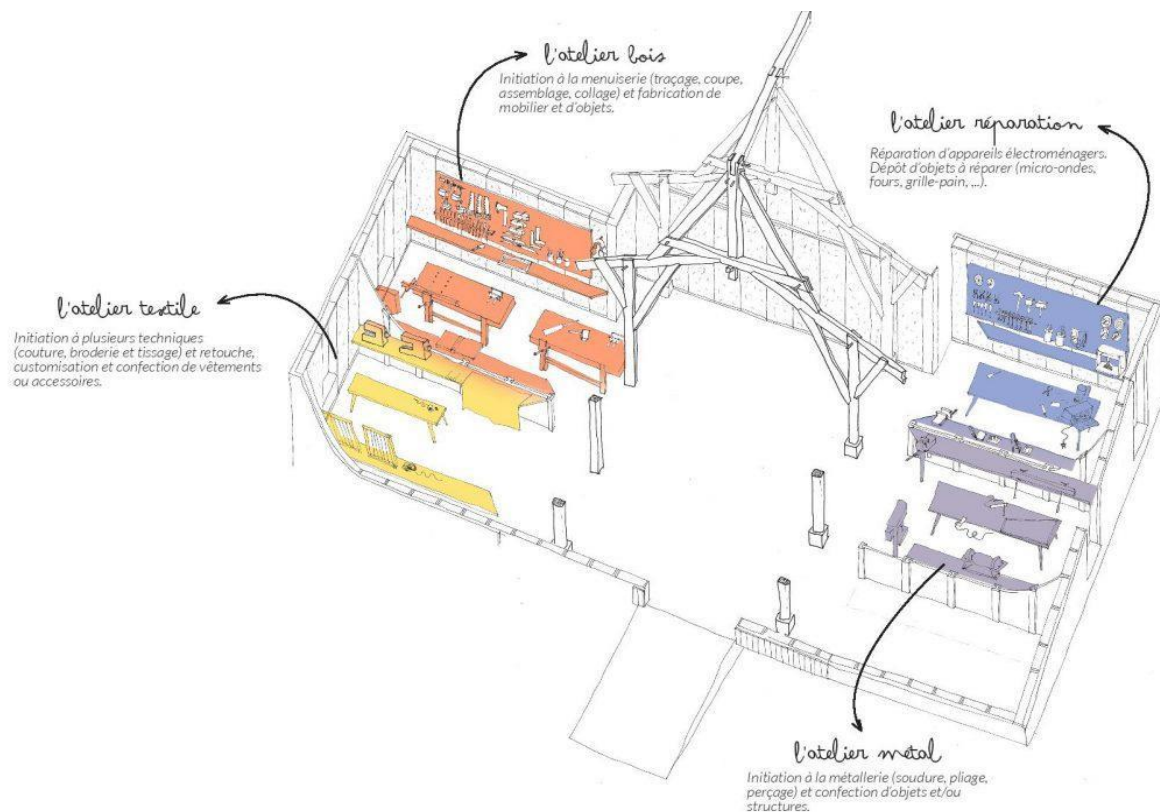 l'atelier bois
Initiation à la menuiserie (traçage, coupe,
assemblage, collage) et fabrication de
mobilier et d'objets.
l'atelier réparation
Réparation d'appareils électroménagers.
Dépôt d'objets à réparer (micro-ondes,
fours, grille-pain, ...).
l'atelier textile
Initiation à plusieurs techniques
(couture, broderie et tissage) et retouche,
customisation et confection de vêtements
ou accessoires.
l'atelier metal
Initiation à la métallerie (soudure, pliage,
perçage) et confection d'objets et/ou
structures.